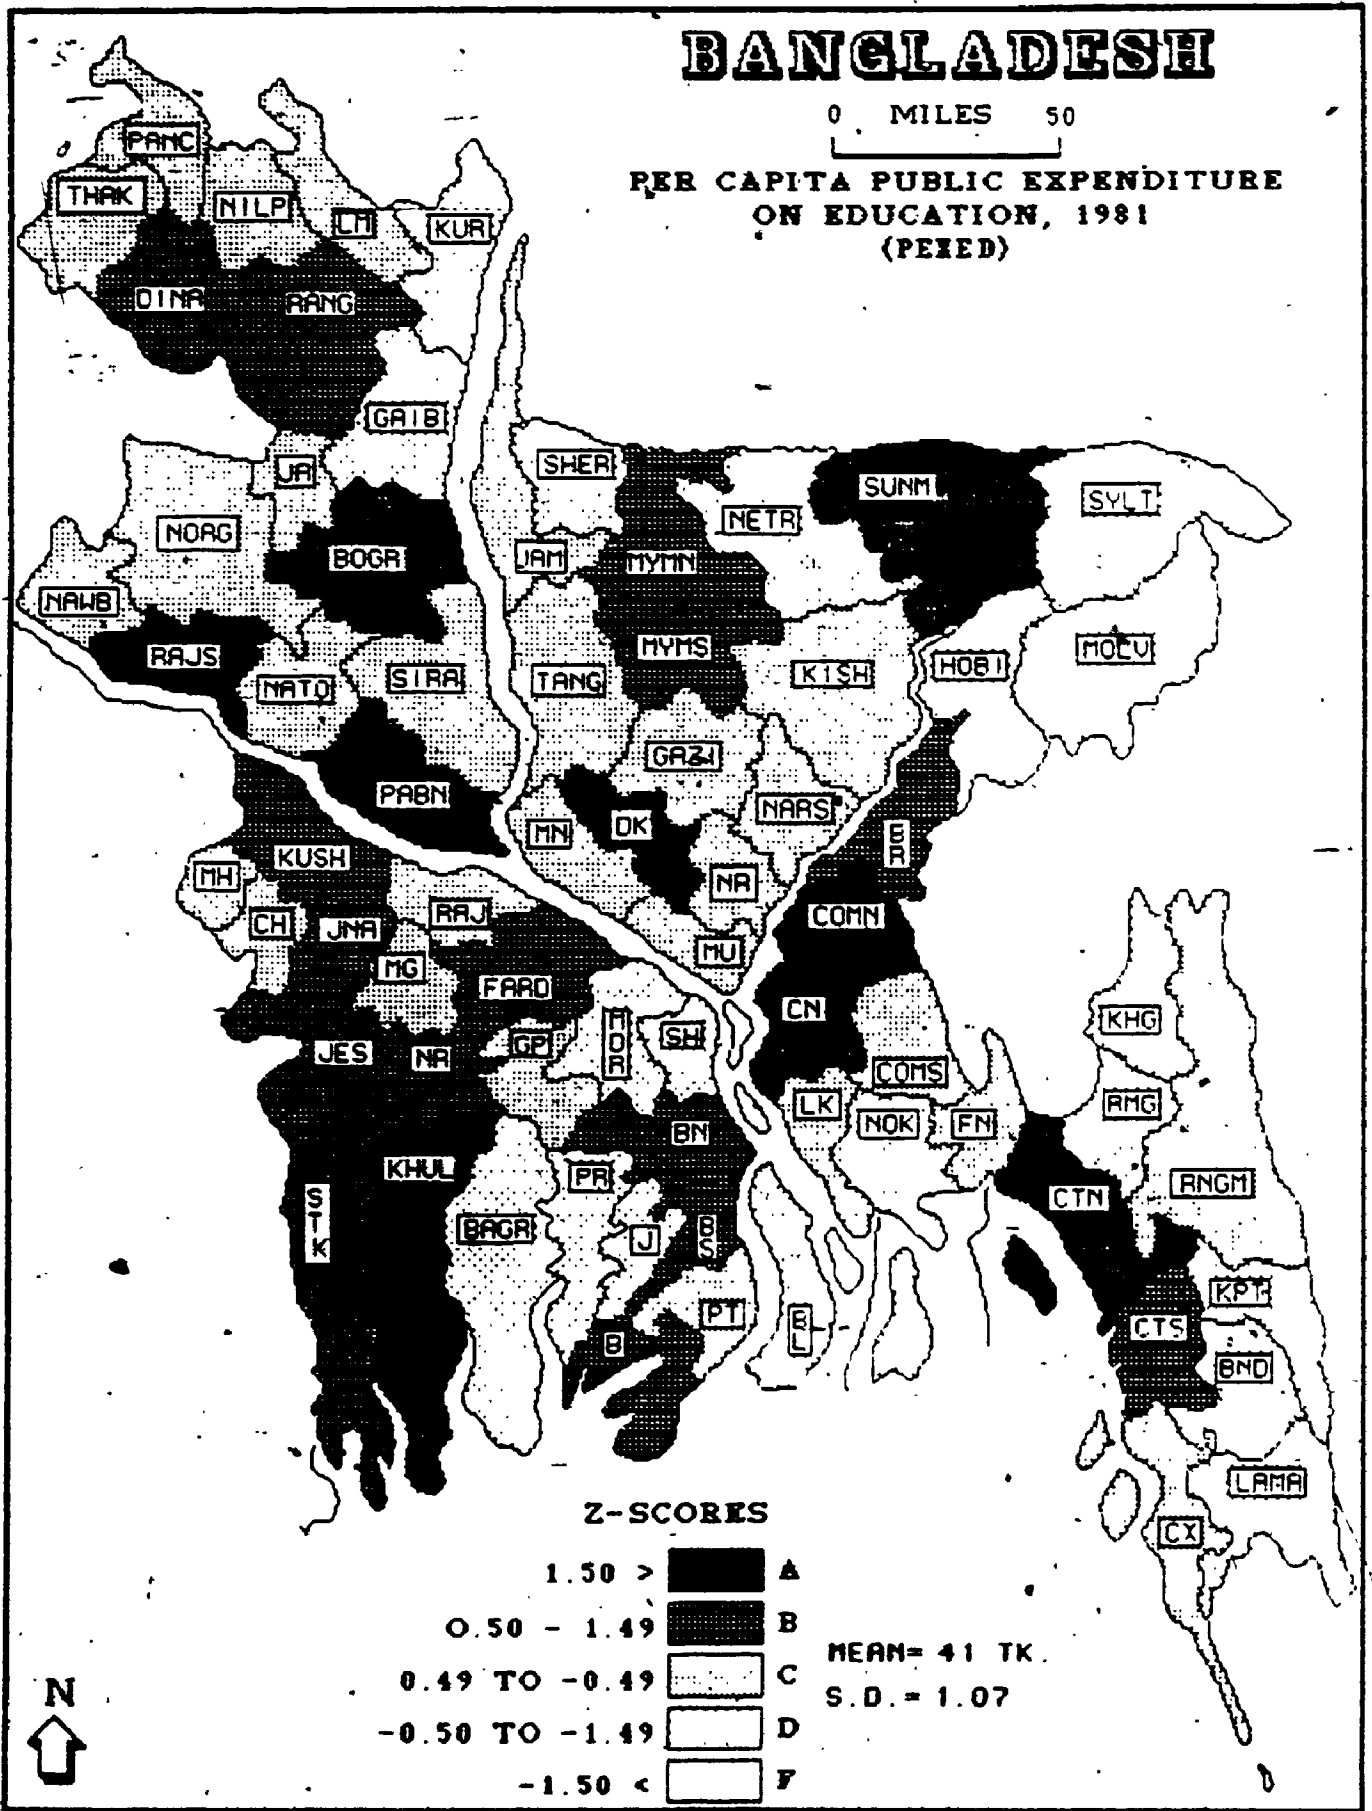 BANGLADESH
0 MILES 50
PER CAPITA PUBLIC EXPENDITURE
ON EDUCATION, 1981
(PEXED)
PANC
THAK
NILP
LM
KUR
DINA
RANG
GAIB
JA
SHER
SUNM
SYLT
NORG
NETR
BOGR
JAM
MYMN
NAWB
RAJS
MYMS
MOLV
HOBI
NATO
SIRA
TANG
KISH
GAZI
PABN
NARS
MN
DK
BR
KUSH
MH
NR
RAJ
COMN
CH
JNA
MU
MG
FARD
CN
KHG
MDR
SH
GP
JES
NR
COMS
LK
NOK
FN
RMG
BN
KHUL
PR
CTN
RNGM
STK
BAGR
J
BS
PT
BL
KPT
CTS
B
BND
LAMA
CX
Z-SCORES
1.50 > A
0.50 - 1.49 B
0.49 TO -0.49 C
-0.50 TO -1.49 D
-1.50 < F
MEAN= 41 TK.
S.D.= 1.07
N